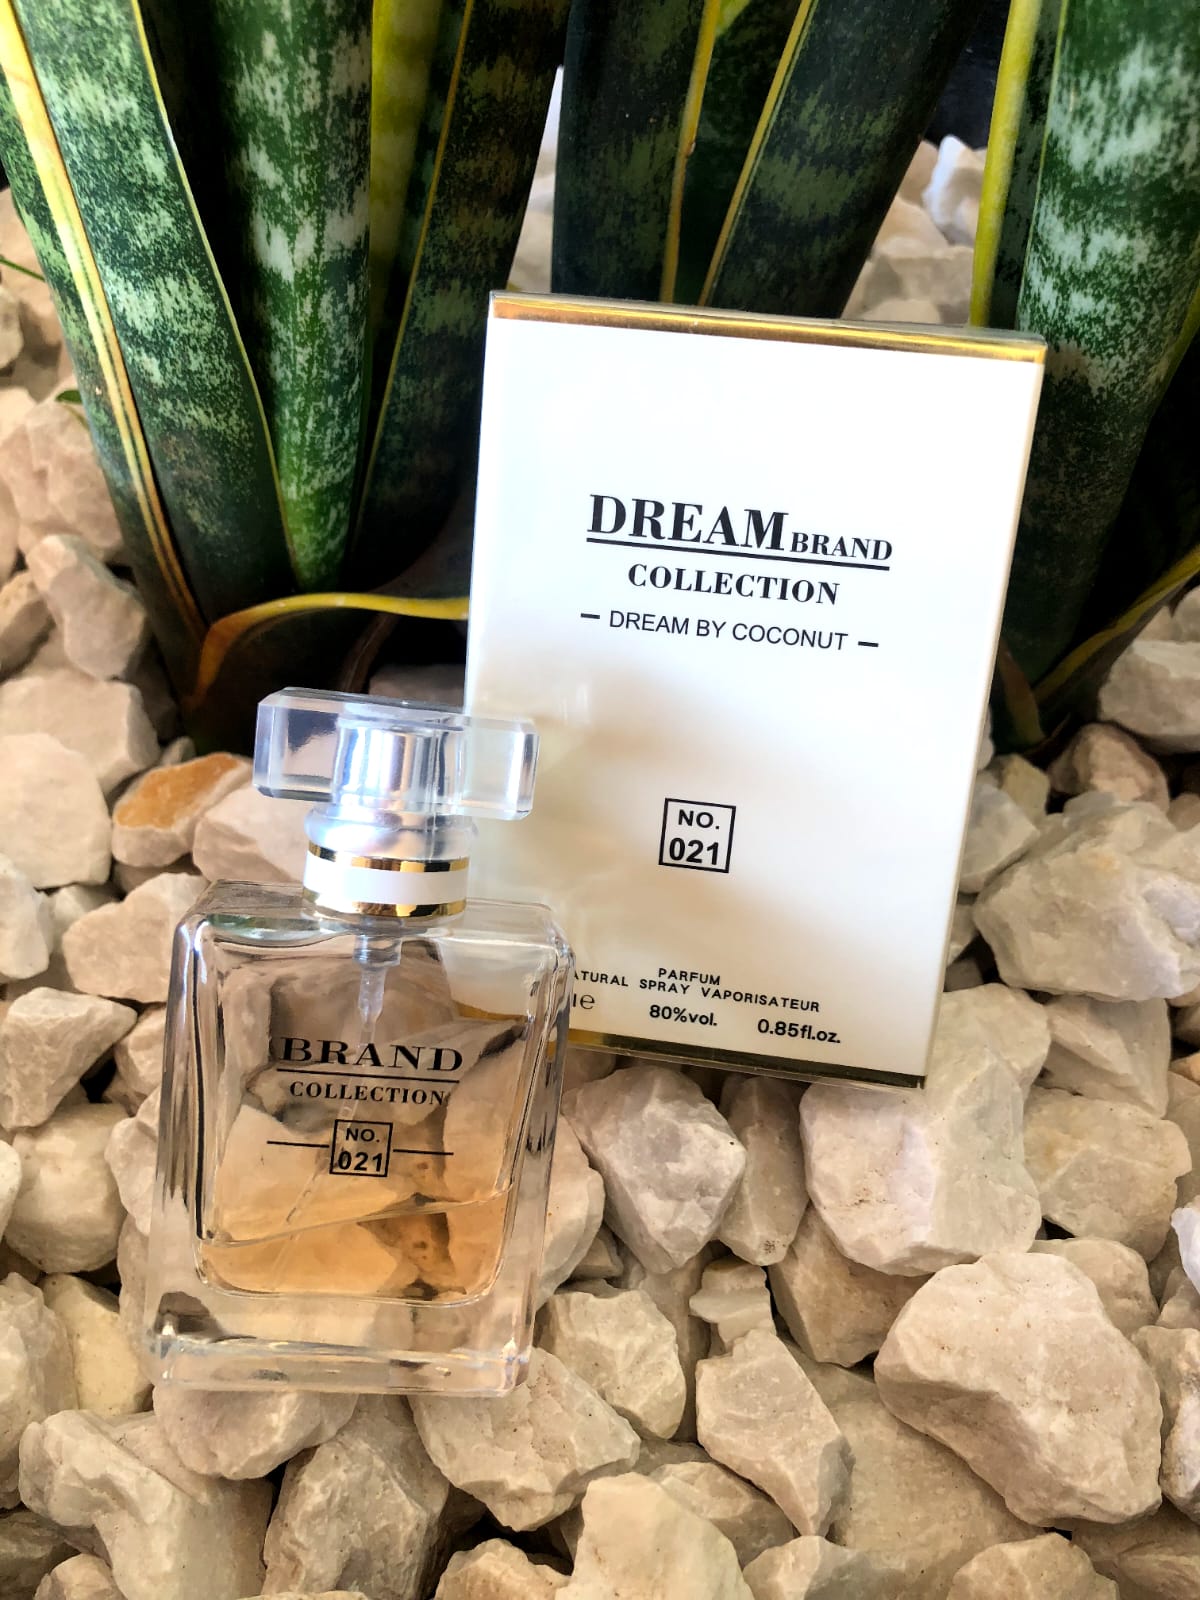 DREAM BRAND
COLLECTION
DREAM BY COCONUT
NO.
021
PARFUM
SPRAY VAPORISATEUR
80%vol. 0.85fl.oz.
BRAND
COLLECTION
NO.
021